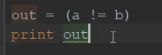 out = (a != b)
print out